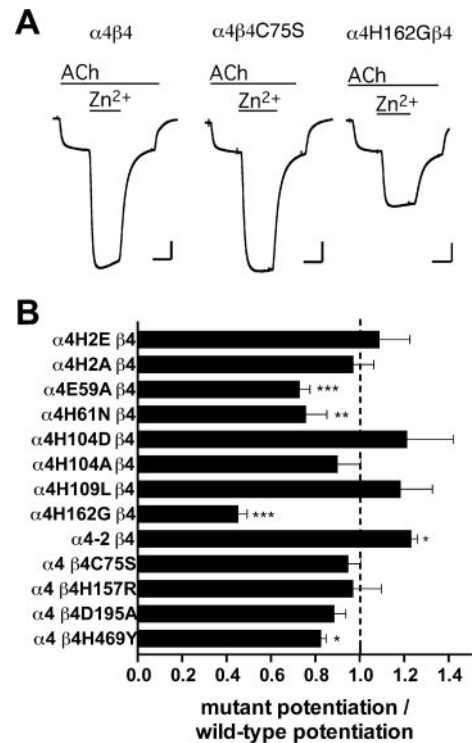 A
α4β4 α4β4C75S α4H162Gβ4
ACh ACh ACh
Zn2+ Zn2+ Zn2+
B
α4H2E β4
α4H2A β4
α4E59A β4 ***
α4H61N β4 **
α4H104D β4
α4H104A β4
α4H109L β4
α4H162G β4 ***
α4-2 β4 *
α4 β4C75S
α4 β4H157R
α4 β4D195A
α4 β4H469Y *
0.0 0.2 0.4 0.6 0.8 1.0 1.2 1.4
mutant potentiation /
wild-type potentiation